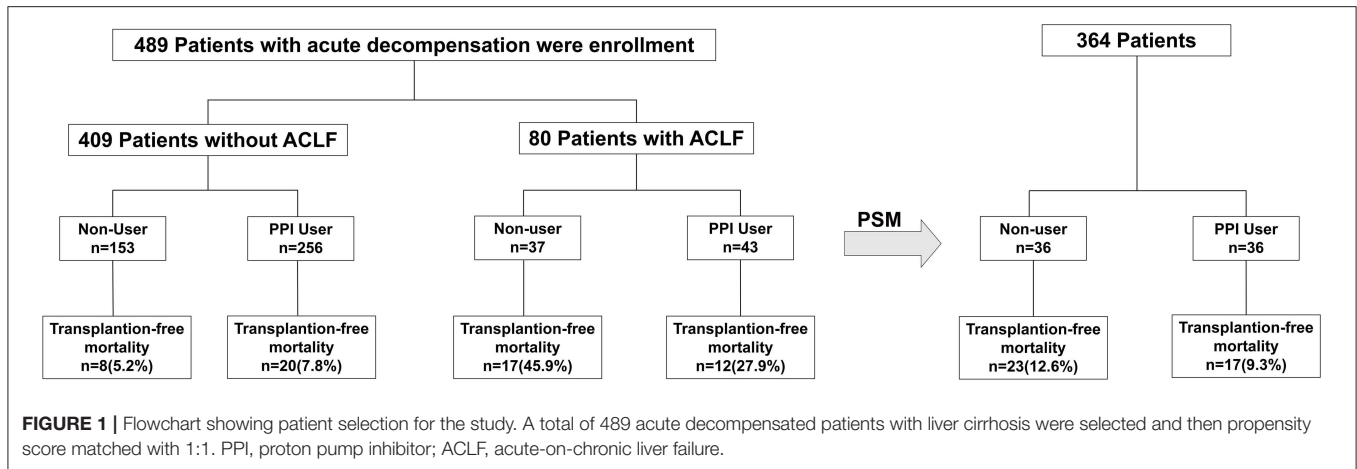 489 Patients with acute decompensation were enrollment
364 Patients
409 Patients without ACLF
80 Patients with ACLF
Non-User
n=153
PPI User
n=256
Non-user
n=37
PPI User
n=43
PSM
Non-user
n=36
PPI User
n=36
Transplantion-free
mortality
n=8(5.2%)
Transplantion-free
mortality
n=20(7.8%)
Transplantion-free
mortality
n=17(45.9%)
Transplantion-free
mortality
n=12(27.9%)
Transplantion-free
mortality
n=23(12.6%)
Transplantion-free
mortality
n=17(9.3%)
FIGURE 1 | Flowchart showing patient selection for the study. A total of 489 acute decompensated patients with liver cirrhosis were selected and then propensity
score matched with 1:1. PPI, proton pump inhibitor; ACLF, acute-on-chronic liver failure.